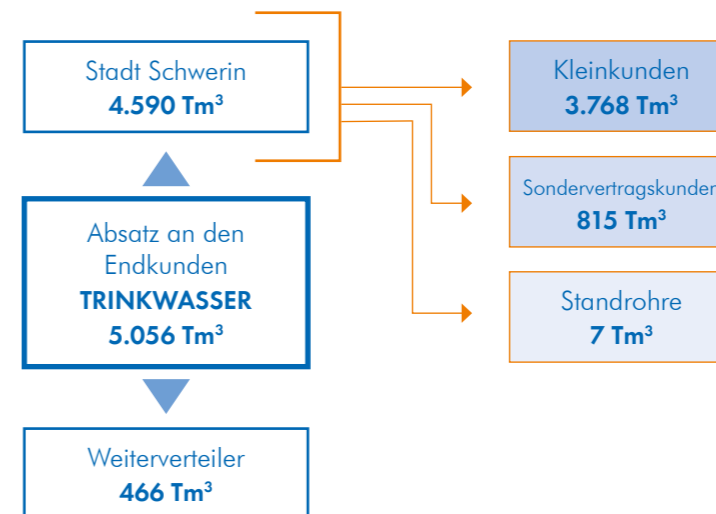 Stadt Schwerin
4.590 Tm³
Absatz an den
Endkunden
TRINKWASSER
5.056 Tm³
Weiterverteiler
466 Tm³
Kleinkunden
3.768 Tm³
Sondervertragskunden
815 Tm³
Standrohre
7 Tm³